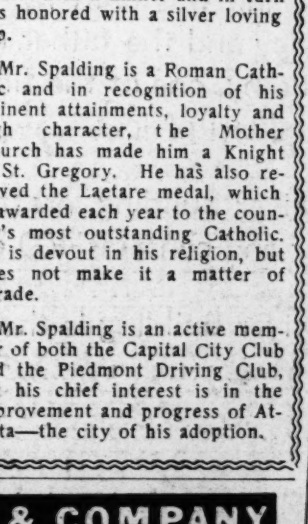 s honored with a silver loving
p.
Mr. Spalding is a Roman Cath-
c and in recognition of his
inent attainments, loyalty and
gh character, the Mother
urch has made him a Knight
St. Gregory. He has also re-
ved the Laetare medal, which
awarded each year to the coun-
's most outstanding Catholic.
is devout in his religion, but
es not make it a matter of
rade.
Mr. Spalding is an active mem-
r of both the Capital City Club
d the Piedmont Driving Club,
t his chief interest is in the
provement and progress of At-
ta—the city of his adoption.
& COMPANY